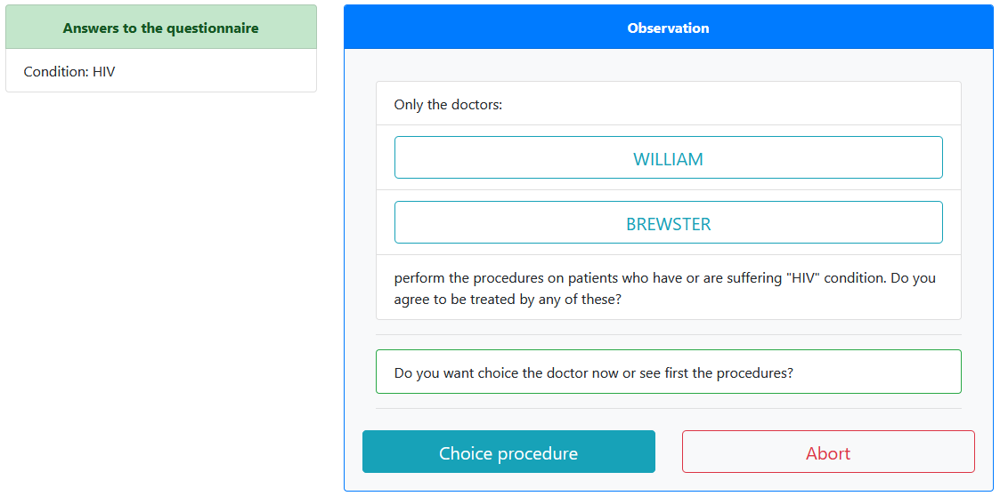 Answers to the questionnaire
Condition: HIV
Observation
Only the doctors:
WILLIAM
BREWSTER
perform the procedures on patients who have or are suffering "HIV" condition. Do you
agree to be treated by any of these?
Do you want choice the doctor now or see first the procedures?
Choice procedure
Abort